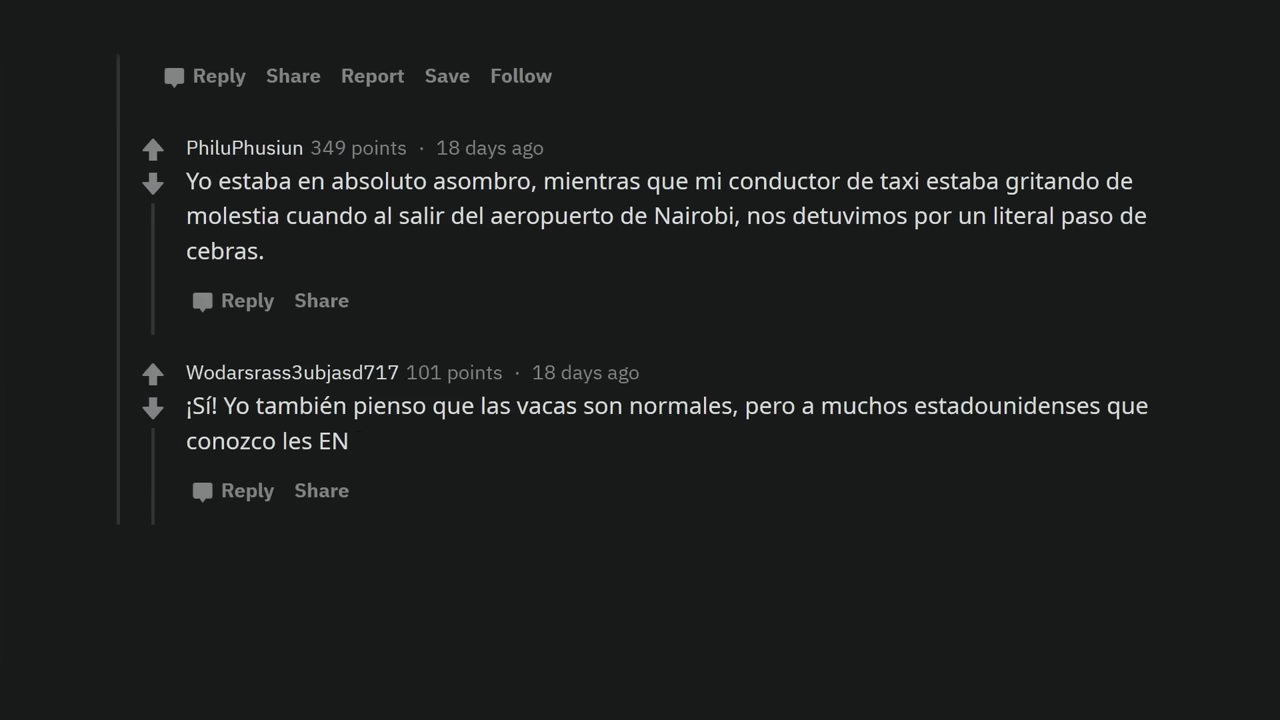 Reply Share Report Save Follow
PhiluPhusiun 349 points · 18 days ago
Yo estaba en absoluto asombro, mientras que mi conductor de taxi estaba gritando de
molestia cuando al salir del aeropuerto de Nairobi, nos detuvimos por un literal paso de
cebras.
Reply Share
Wodarsrass3ubjasd717 101 points · 18 days ago
¡Sí! Yo también pienso que las vacas son normales, pero a muchos estadounidenses que
conozco les EN
Reply Share